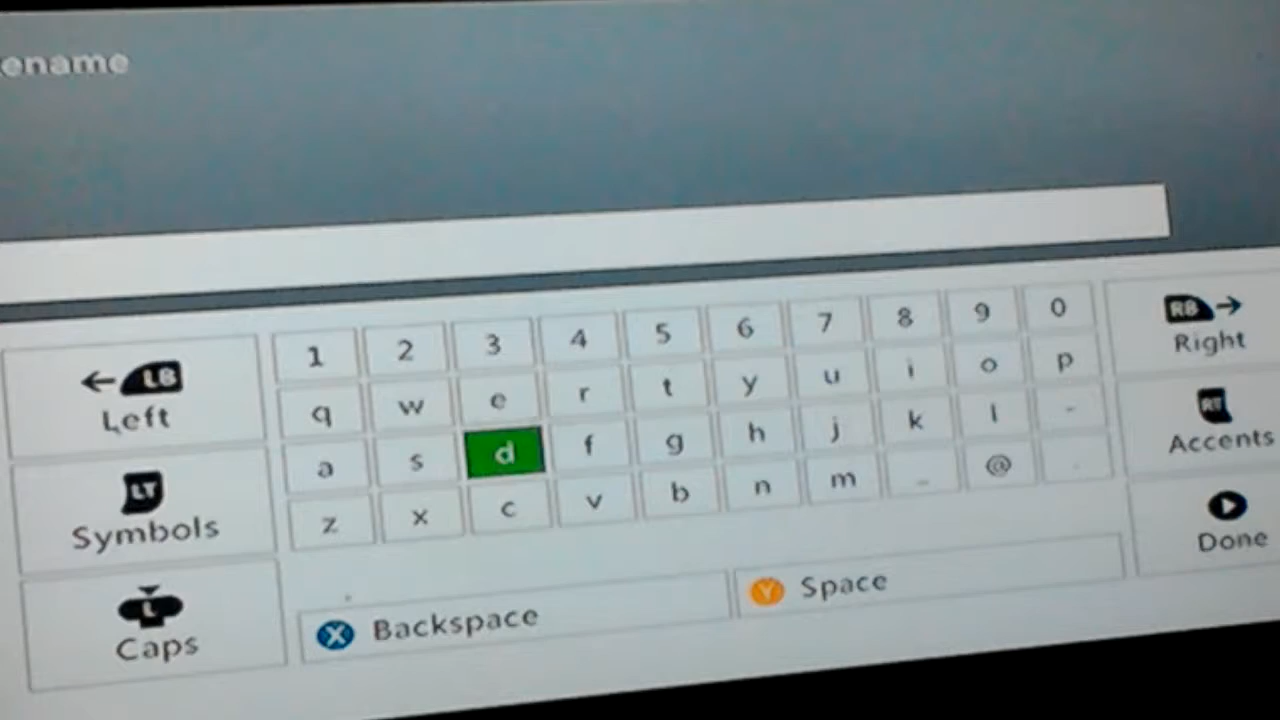 ename
1 2 3 4 5 6 7 8 9 0
q w e r t y u i o p
a s d f g h j k l -
z x c v b n m _ @ .
LB
Left
LT
Symbols
L
Caps
X Backspace
Y Space
RB
Right
RT
Accents
Done